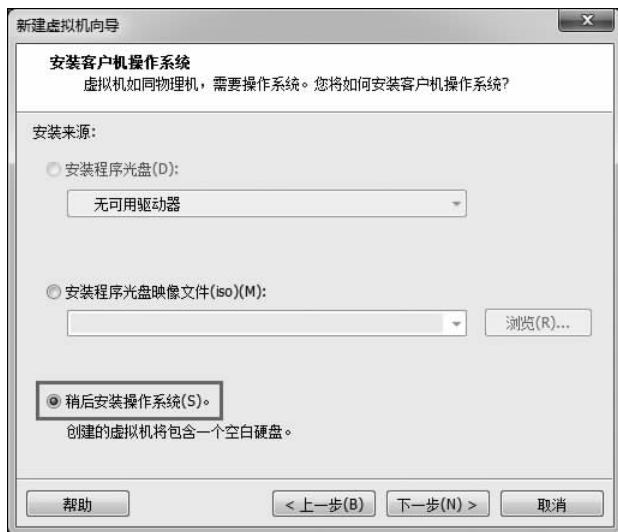 新建虚拟机向导
安装客户机操作系统
虚拟机如同物理机，需要操作系统。您将如何安装客户机操作系统?
安装来源:
安装程序光盘(D):
无可用驱动器
安装程序光盘映像文件(iso)(M):
浏览(R)...
稍后安装操作系统(S)。
创建的虚拟机将包含一个空白硬盘。
帮助
< 上一步(B)
下一步(N) >
取消